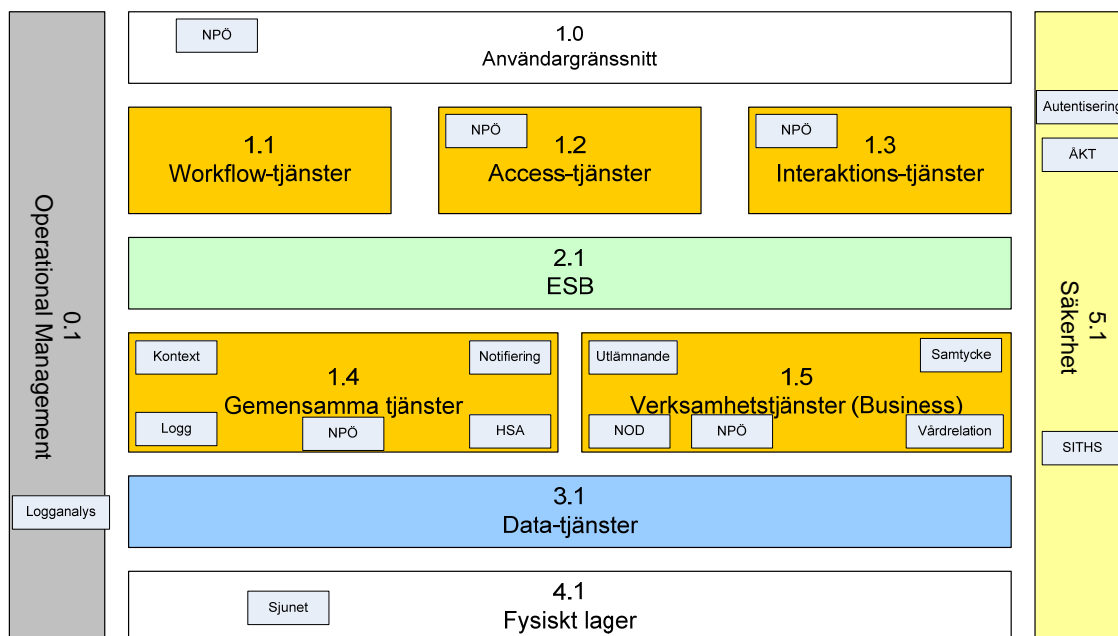 NPÖ
1.0
Användargränssnitt
NPÖ
NPÖ
1.1
Workflow-tjänster
1.2
Access-tjänster
1.3
Interaktions-tjänster
2.1
ESB
Kontext
Notifiering
1.4
Gemensamma tjänster
Logg
NPÖ
HSA
Utlämnande
Samtycke
1.5
Verksamhetstjänster (Business)
NOD
NPÖ
Vårdrelation
3.1
Data-tjänster
4.1
Fysiskt lager
Sjunet
0.1
Operational Management
Logganalys
Autentisering
ÅKT
5.1
Säkerhet
SITHS